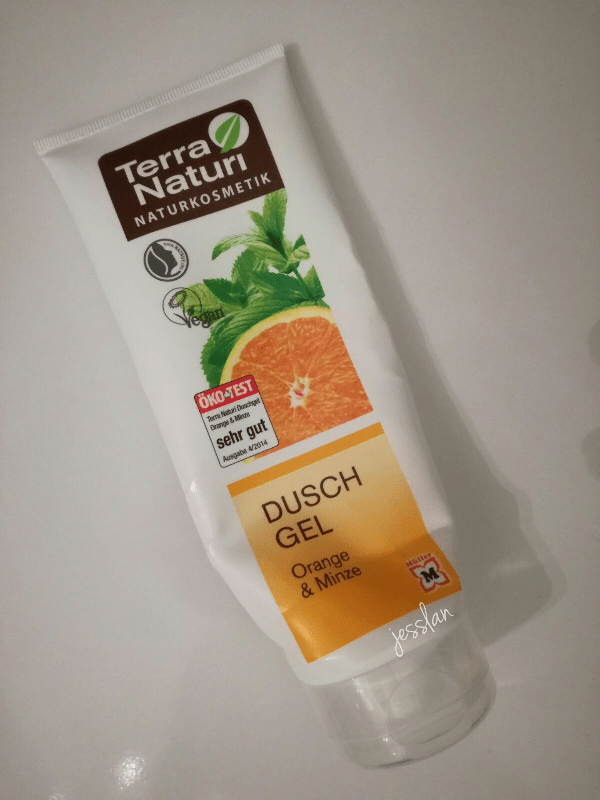 Terra
Naturi
NATURKOSMETIK
Vegan
ÖKO-TEST
Terra Naturi Duschgel
Orange & Minze
sehr gut
Ausgabe 4/2014
DUSCH
GEL
Orange
& Minze
Müller
M
jesslan